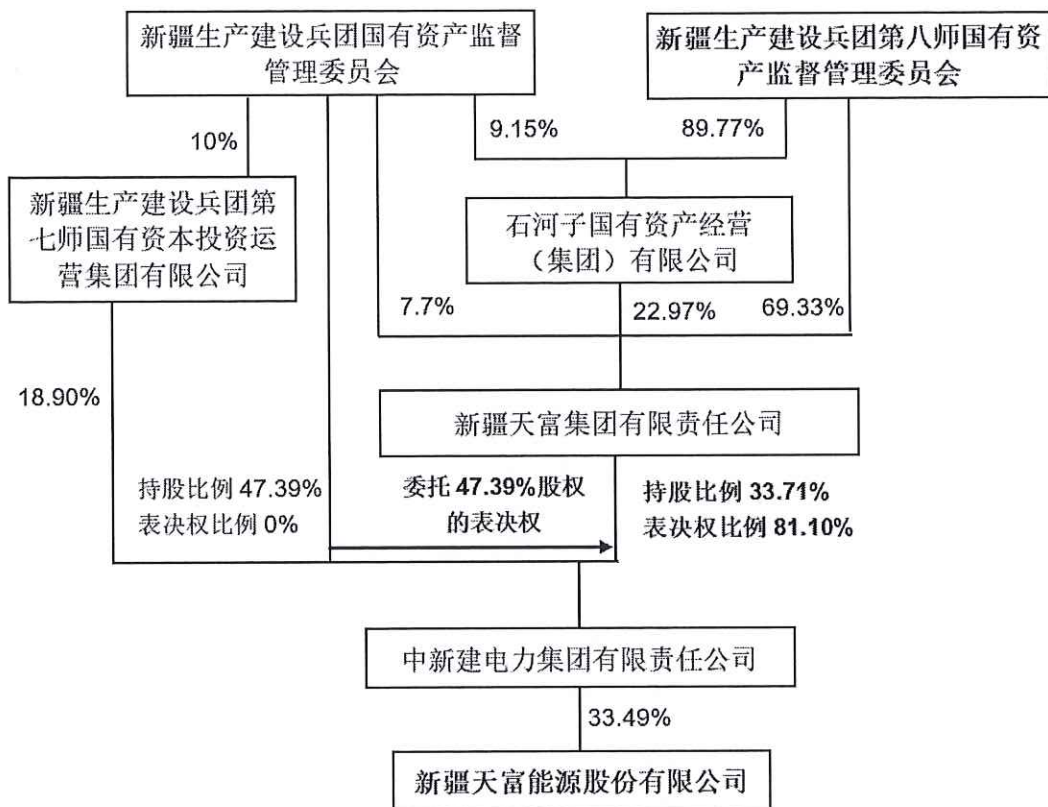 新疆生产建设兵团国有资产监督
管理委员会
新疆生产建设兵团第八师国有资
产监督管理委员会
10%
9.15%
89.77%
新疆生产建设兵团第
七师国有资本投资运
营集团有限公司
石河子国有资产经营
（集团）有限公司
7.7%
22.97%
69.33%
18.90%
新疆天富集团有限责任公司
持股比例 47.39%
表决权比例 0%
委托 47.39%股权
的表决权
持股比例 33.71%
表决权比例 81.10%
中新建电力集团有限责任公司
33.49%
新疆天富能源股份有限公司